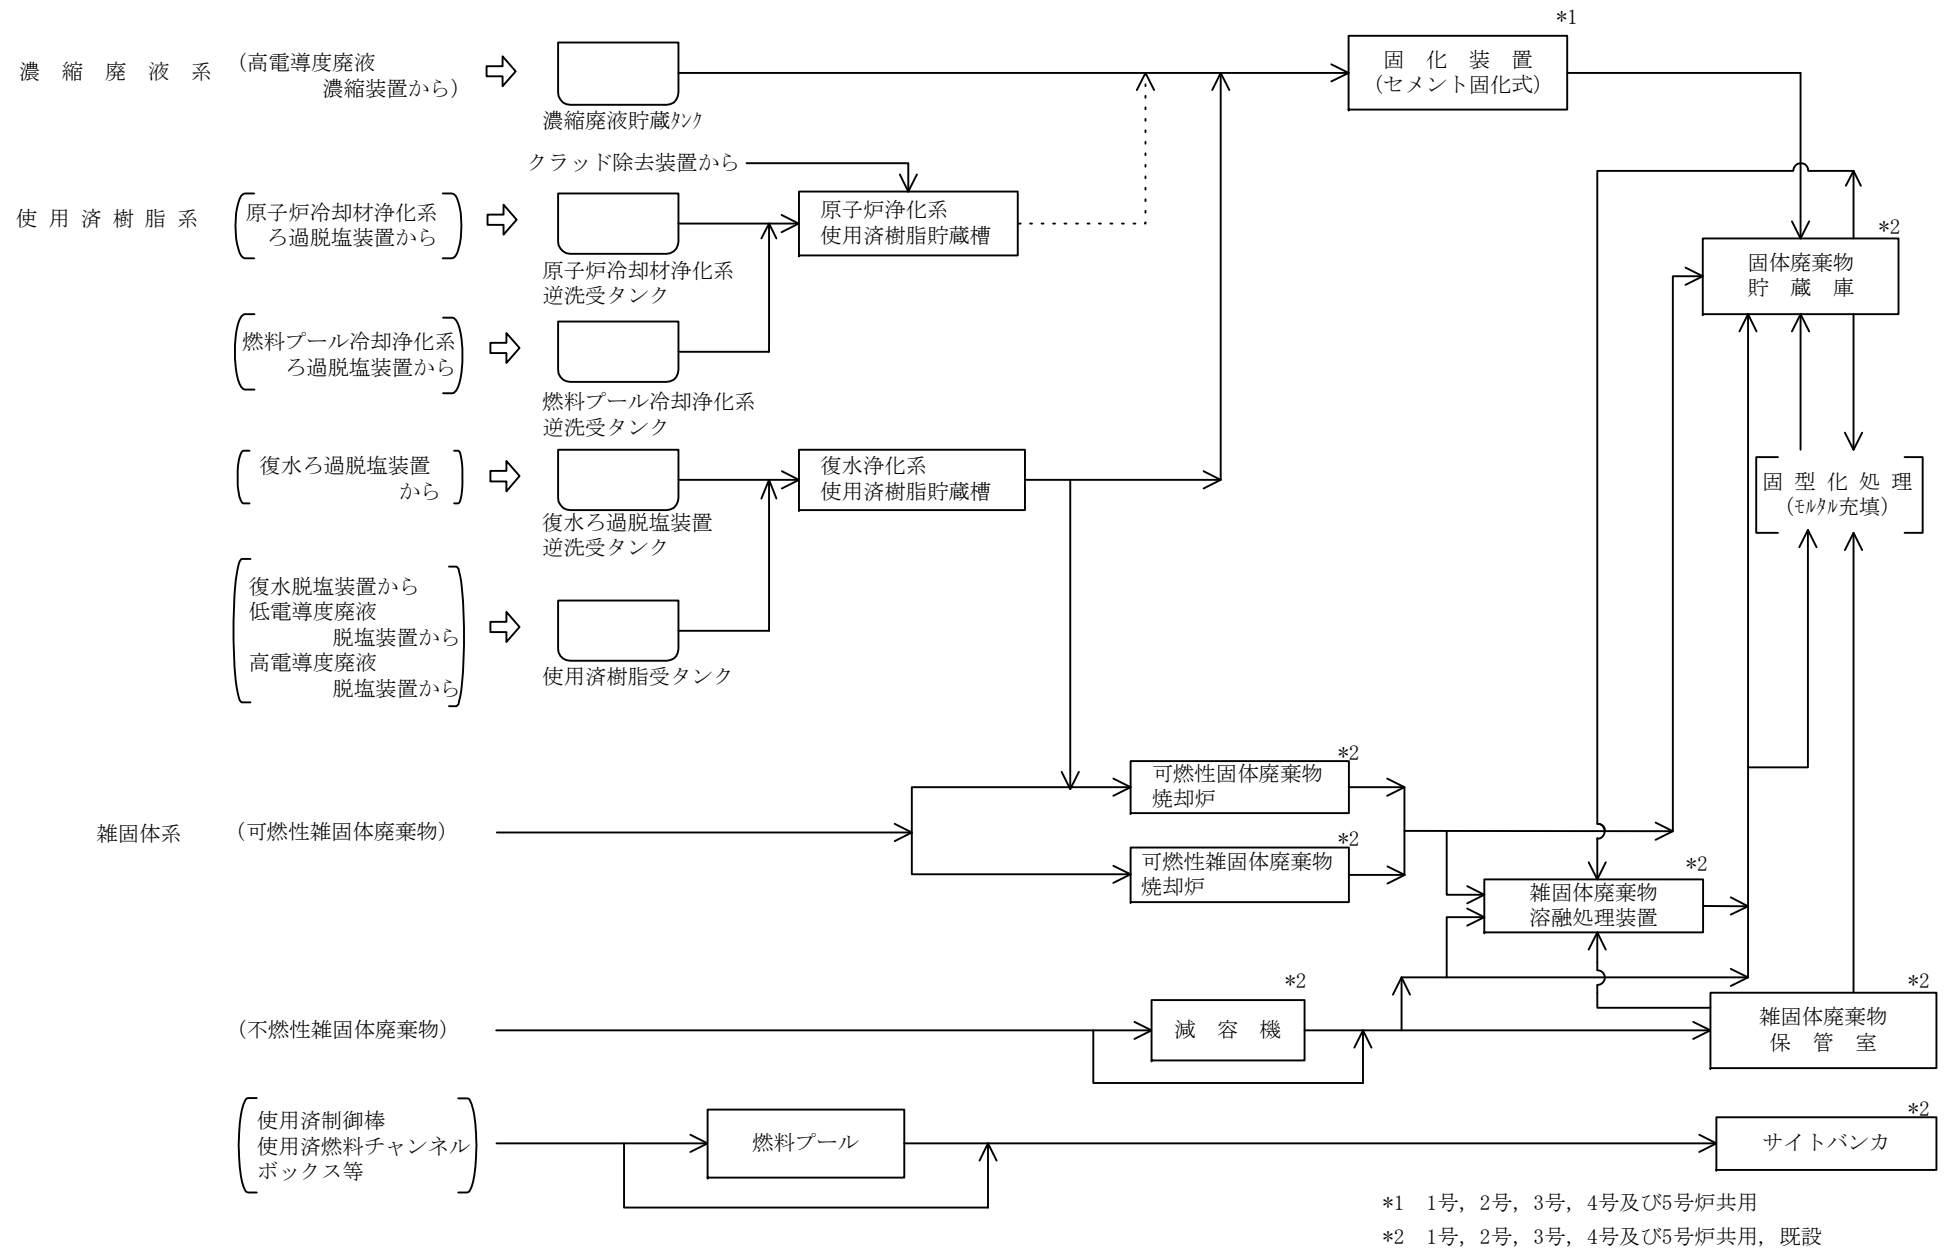 *1
濃縮廃液系
(高電導度廃液
濃縮装置から)
濃縮廃液貯蔵ﾀﾝｸ
固化装置
(セメント固化式)
クラッド除去装置から
使用済樹脂系
原子炉冷却材浄化系
ろ過脱塩装置から
原子炉冷却材浄化系
逆洗受タンク
原子炉浄化系
使用済樹脂貯蔵槽
*2
固体廃棄物
貯蔵庫
燃料プール冷却浄化系
ろ過脱塩装置から
燃料プール冷却浄化系
逆洗受タンク
復水ろ過脱塩装置
から
復水ろ過脱塩装置
逆洗受タンク
復水浄化系
使用済樹脂貯蔵槽
固型化処理
(ﾓﾙﾀﾙ充填)
復水脱塩装置から
低電導度廃液
脱塩装置から
高電導度廃液
脱塩装置から
使用済樹脂受タンク
雑固体系
(可燃性雑固体廃棄物)
*2
可燃性固体廃棄物
焼却炉
*2
可燃性雑固体廃棄物
焼却炉
*2
雑固体廃棄物
溶融処理装置
(不燃性雑固体廃棄物)
*2
減容機
*2
雑固体廃棄物
保管室
使用済制御棒
使用済燃料チャンネル
ボックス等
燃料プール
*2
サイトバンカ
*1 1号, 2号, 3号, 4号及び5号炉共用
*2 1号, 2号, 3号, 4号及び5号炉共用, 既設